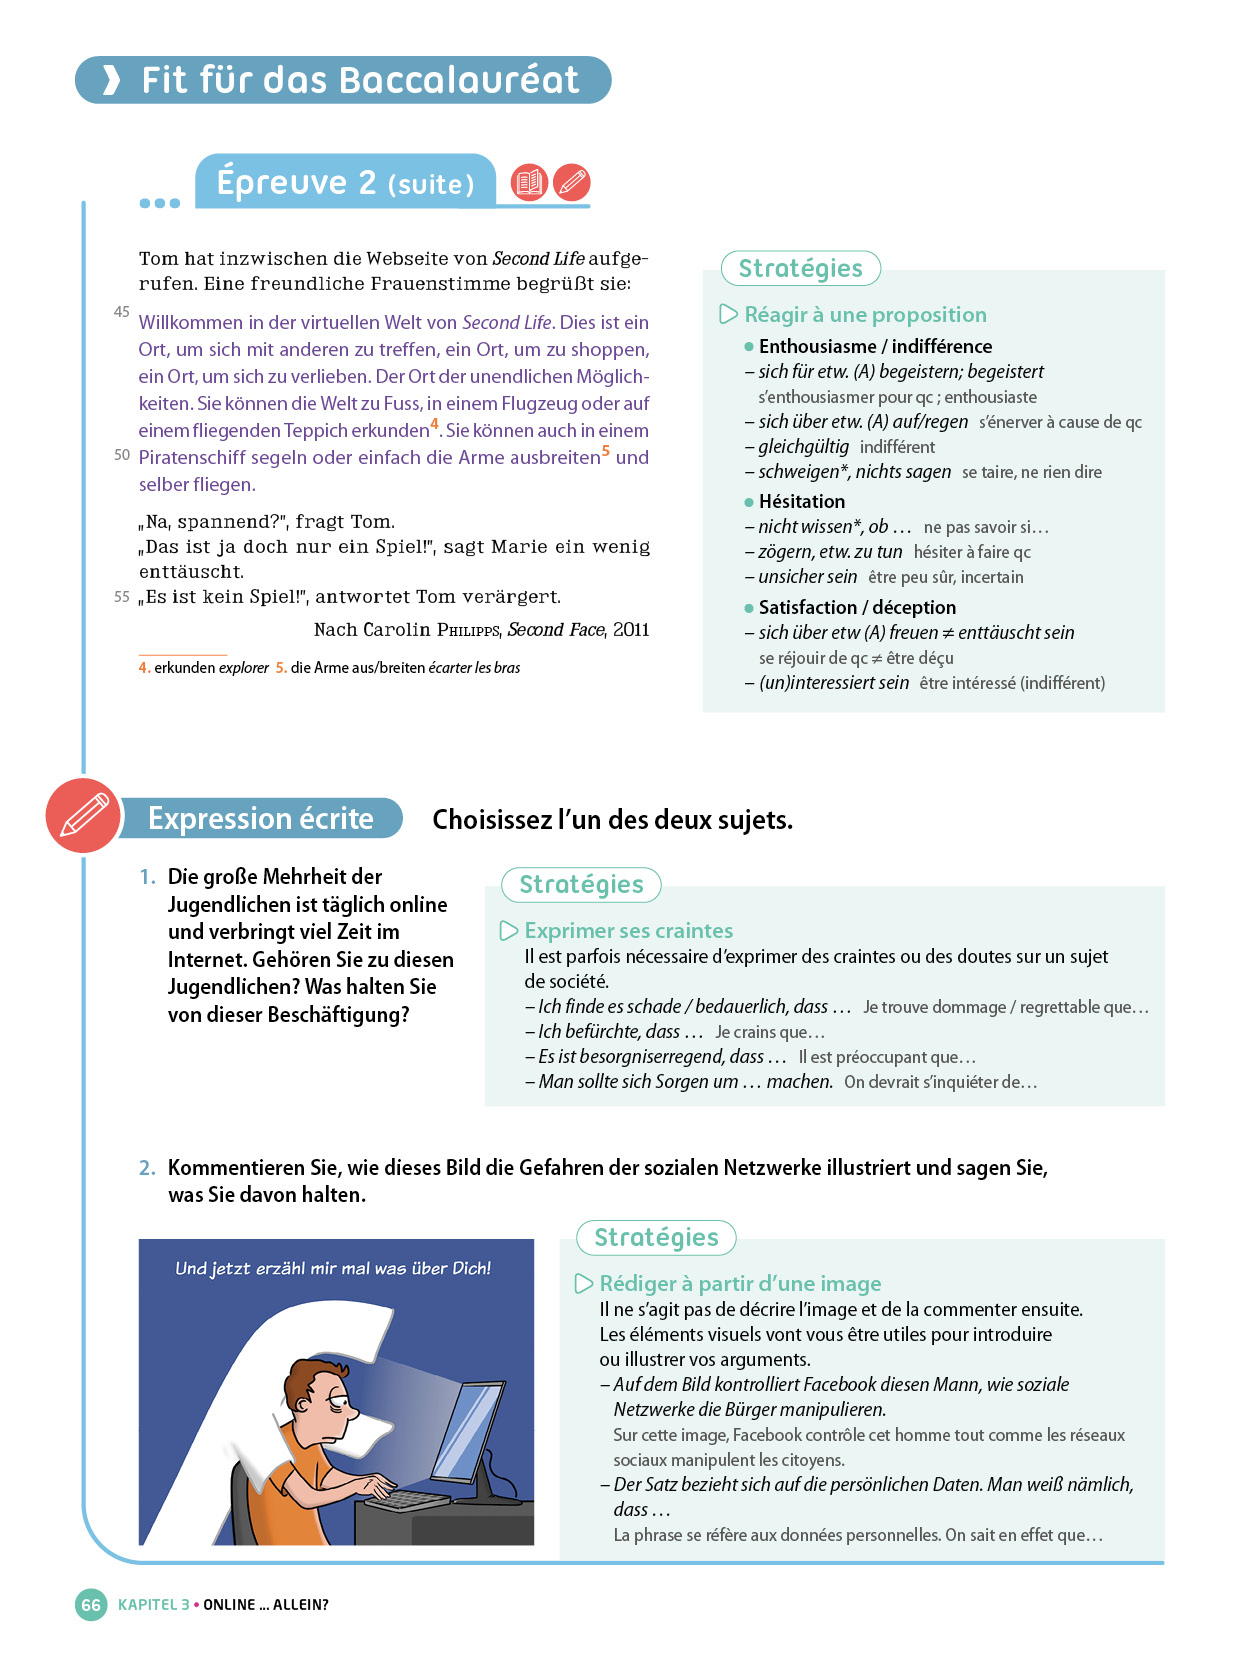 Fit für das Baccalauréat
... Épreuve 2 (suite)
Tom hat inzwischen die Webseite von Second Life aufge-
rufen. Eine freundliche Frauenstimme begrüßt sie:
45
Willkommen in der virtuellen Welt von Second Life. Dies ist ein
Ort, um sich mit anderen zu treffen, ein Ort, um zu shoppen,
ein Ort, um sich zu verlieben. Der Ort der unendlichen Möglich-
keiten. Sie können die Welt zu Fuss, in einem Flugzeug oder auf
einem fliegenden Teppich erkunden4. Sie können auch in einem
50 Piratenschiff segeln oder einfach die Arme ausbreiten5 und
selber fliegen.
„Na, spannend?”, fragt Tom.
„Das ist ja doch nur ein Spiel!”, sagt Marie ein wenig
enttäuscht.
55 „Es ist kein Spiel!”, antwortet Tom verärgert.
Nach Carolin Philipps, Second Face, 2011
4. erkunden explorer 5. die Arme aus/breiten écarter les bras
Stratégies
Réagir à une proposition
• Enthousiasme / indifférence
– sich für etw. (A) begeistern; begeistert
s’enthousiasmer pour qc ; enthousiaste
– sich über etw. (A) auf/regen s’énerver à cause de qc
– gleichgültig indifférent
– schweigen*, nichts sagen se taire, ne rien dire
• Hésitation
– nicht wissen*, ob … ne pas savoir si…
– zögern, etw. zu tun hésiter à faire qc
– unsicher sein être peu sûr, incertain
• Satisfaction / déception
– sich über etw (A) freuen ≠ enttäuscht sein
se réjouir de qc ≠ être déçu
– (un)interessiert sein être intéressé (indifférent)
Expression écrite
Choisissez l’un des deux sujets.
1. Die große Mehrheit der
Jugendlichen ist täglich online
und verbringt viel Zeit im
Internet. Gehören Sie zu diesen
Jugendlichen? Was halten Sie
von dieser Beschäftigung?
Stratégies
Exprimer ses craintes
Il est parfois nécessaire d’exprimer des craintes ou des doutes sur un sujet
de société.
– Ich finde es schade / bedauerlich, dass … Je trouve dommage / regrettable que…
– Ich befürchte, dass … Je crains que…
– Es ist besorgniserregend, dass … Il est préoccupant que…
– Man sollte sich Sorgen um … machen. On devrait s’inquiéter de…
2. Kommentieren Sie, wie dieses Bild die Gefahren der sozialen Netzwerke illustriert und sagen Sie,
was Sie davon halten.
Und jetzt erzähl mir mal was über Dich!
Stratégies
Rédiger à partir d’une image
Il ne s’agit pas de décrire l’image et de la commenter ensuite.
Les éléments visuels vont vous être utiles pour introduire
ou illustrer vos arguments.
– Auf dem Bild kontrolliert Facebook diesen Mann, wie soziale
Netzwerke die Bürger manipulieren.
Sur cette image, Facebook contrôle cet homme tout comme les réseaux
sociaux manipulent les citoyens.
– Der Satz bezieht sich auf die persönlichen Daten. Man weiß nämlich,
dass …
La phrase se réfère aux données personnelles. On sait en effet que…
66 KAPITEL 3 • ONLINE ... ALLEIN?